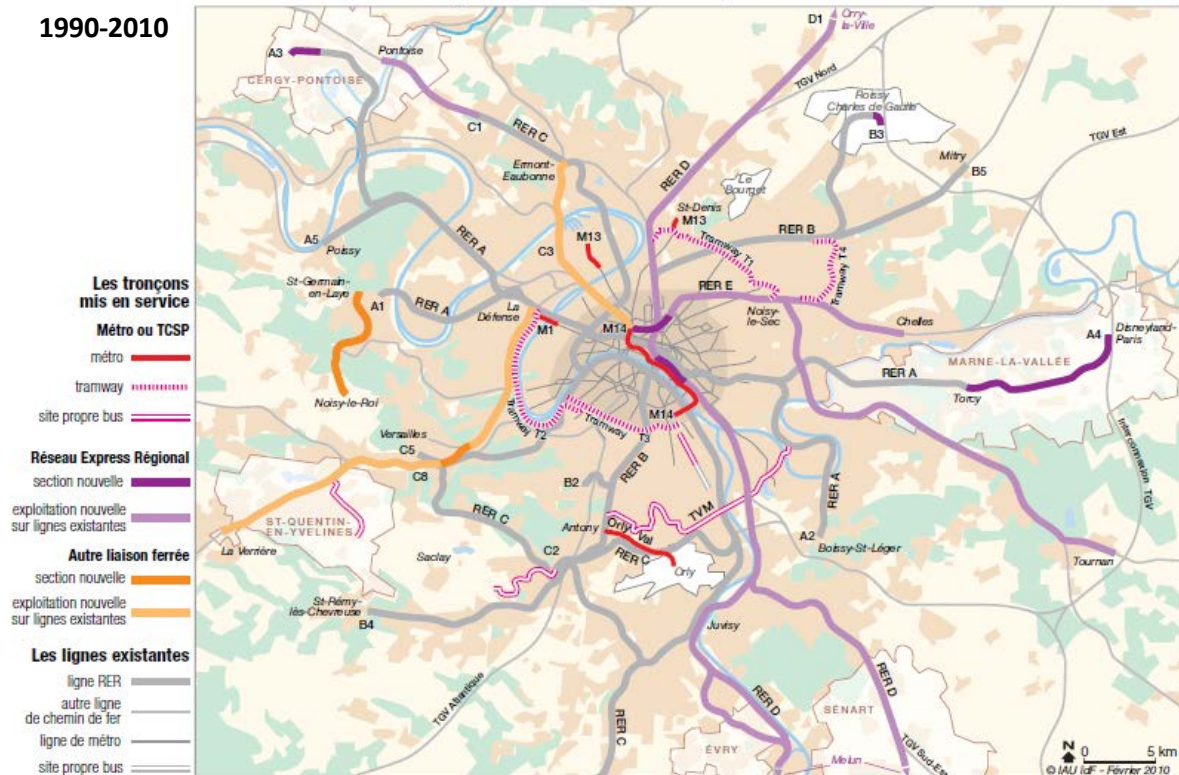 1990-2010
Les tronçons
mis en service
Métro ou TCSP
métro
tramway
site propre bus
Réseau Express Régional
section nouvelle
exploitation nouvelle
sur lignes existantes
Autre liaison ferrée
section nouvelle
exploitation nouvelle
sur lignes existantes
Les lignes existantes
ligne RER
autre ligne
de chemin de fer
ligne de métro
site propre bus
D1
Orry-
la-Ville
A3
Pontoise
CERGY-PONTOISE
TGV Nord
Roissy
Charles de Gaulle
B3
TGV Est
C1
RER C
Ermont-
Eaubonne
RER D
Le
Bourget
Mitry
B5
St-Denis
M13
M13
A5
Poissy
RER A
C3
Tramway T1
RER B
Tramway T4
St-Germain-
en-Laye
A1
RER A
La
Défense
M1
M14
RER E
Noisy-
le-Sec
Chelles
A4
Disneyland-
Paris
MARNE-LA-VALLÉE
RER A
Torcy
Noisy-le-Roi
Versailles
C5
C8
Tramway
T2
Tramway
T3
M14
RER B
B2
TVM
RER A
Interconnexion TGV
ST-QUENTIN-
EN-YVELINES
La Verrière
RER C
Saclay
Antony
Orly
Val
C2
RER C
Orly
A2
Boissy-St-Léger
Tournan
St-Rémy-
lès-Chevreuse
B4
Juvisy
TGV Atlantique
RER C
RER D
RER D
SÉNART
ÉVRY
Melun
TGV Sud-Est
N
0
5 km
© IAU îdF - Février 2010